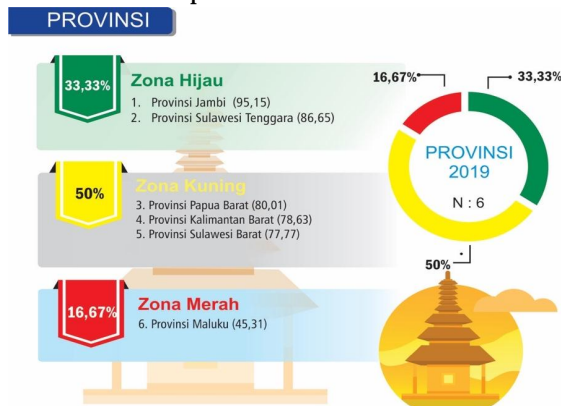 PROVINSI
33,33%
Zona Hijau
1. Provinsi Jambi (95,15)
2. Provinsi Sulawesi Tenggara (86,65)
50%
Zona Kuning
3. Provinsi Papua Barat (80,01)
4. Provinsi Kalimantan Barat (78,63)
5. Provinsi Sulawesi Barat (77,77)
16,67%
Zona Merah
6. Provinsi Maluku (45,31)
16,67%
33,33%
PROVINSI
2019
N : 6
50%